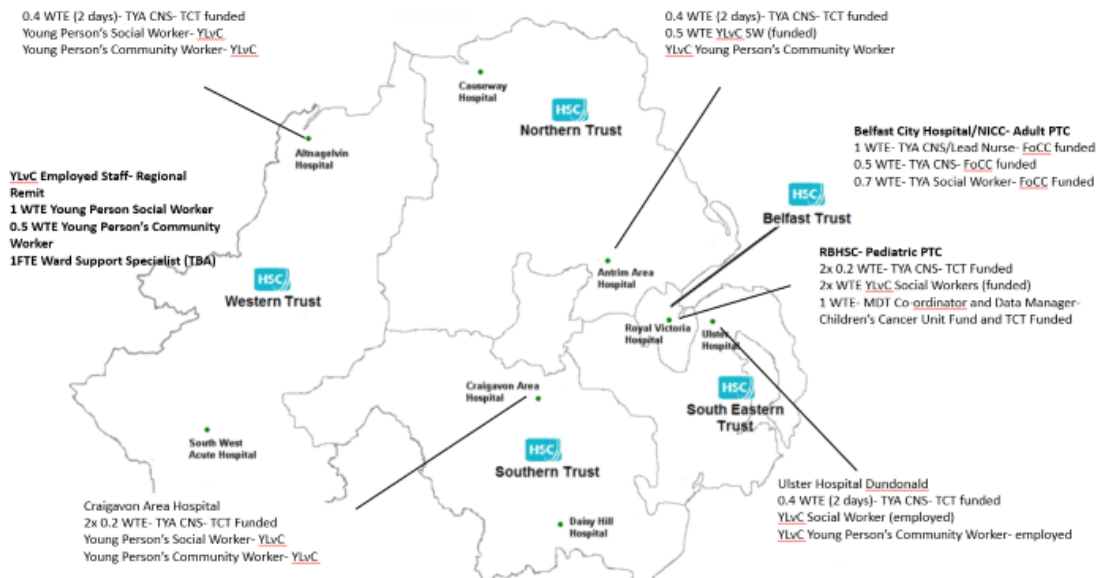 0.4 WTE (2 days)- TYA CNS- TCT funded
Young Person's Social Worker- YLvC
Young Person's Community Worker- YLvC
0.4 WTE (2 days)- TYA CNS- TCT funded
0.5 WTE YLvC SW (funded)
YLvC Young Person's Community Worker
Causeway
Hospital
HSC
Northern Trust
Altnagelvin
Hospital
Belfast City Hospital/NICC- Adult PTC
1 WTE- TYA CNS/Lead Nurse- FoCC funded
0.5 WTE- TYA CNS- FoCC funded
0.7 WTE- TYA Social Worker- FoCC Funded
YLvC Employed Staff- Regional
Remit
1 WTE Young Person Social Worker
0.5 WTE Young Person's Community
Worker
1FTE Ward Support Specialist (TBA)
HSC
Belfast Trust
RBHSC- Pediatric PTC
2x 0.2 WTE- TYA CNS- TCT Funded
2x WTE YLvC Social Workers (funded)
1 WTE- MDT Co-ordinator and Data Manager-
Children's Cancer Unit Fund and TCT Funded
HSC
Western Trust
Antrim Area
Hospital
Royal Victoria
Hospital
Ulster
Hospital
Craigavon Area
Hospital
HSC
South Eastern
Trust
South West
Acute Hospital
HSC
Southern Trust
Craigavon Area Hospital
2x 0.2 WTE- TYA CNS- TCT Funded
Young Person's Social Worker- YLvC
Young Person's Community Worker- YLvC
Daisy Hill
Hospital
Ulster Hospital Dundonald
0.4 WTE (2 days)- TYA CNS- TCT funded
YLvC Social Worker (employed)
YLvC Young Person's Community Worker- employed